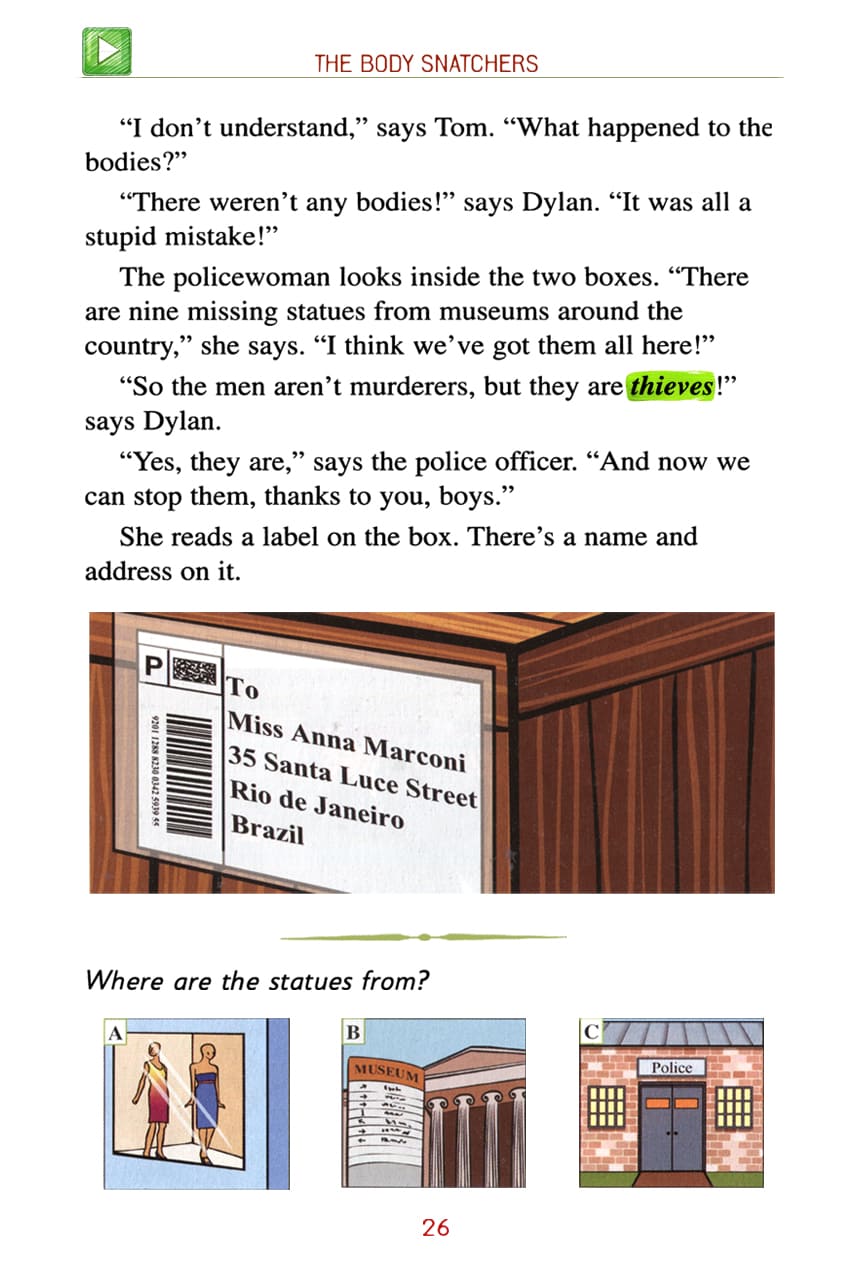 THE BODY SNATCHERS
“I don’t understand,” says Tom. “What happened to the
bodies?”
“There weren’t any bodies!” says Dylan. “It was all a
stupid mistake!”
The policewoman looks inside the two boxes. “There
are nine missing statues from museums around the
country,” she says. “I think we’ve got them all here!”
“So the men aren’t murderers, but they are thieves!”
says Dylan.
“Yes, they are,” says the police officer. “And now we
can stop them, thanks to you, boys.”
She reads a label on the box. There’s a name and
address on it.
P
9201 1288 8230 0342 5939 55
To
Miss Anna Marconi
35 Santa Luce Street
Rio de Janeiro
Brazil
Where are the statues from?
A
B
MUSEUM
C
Police
26